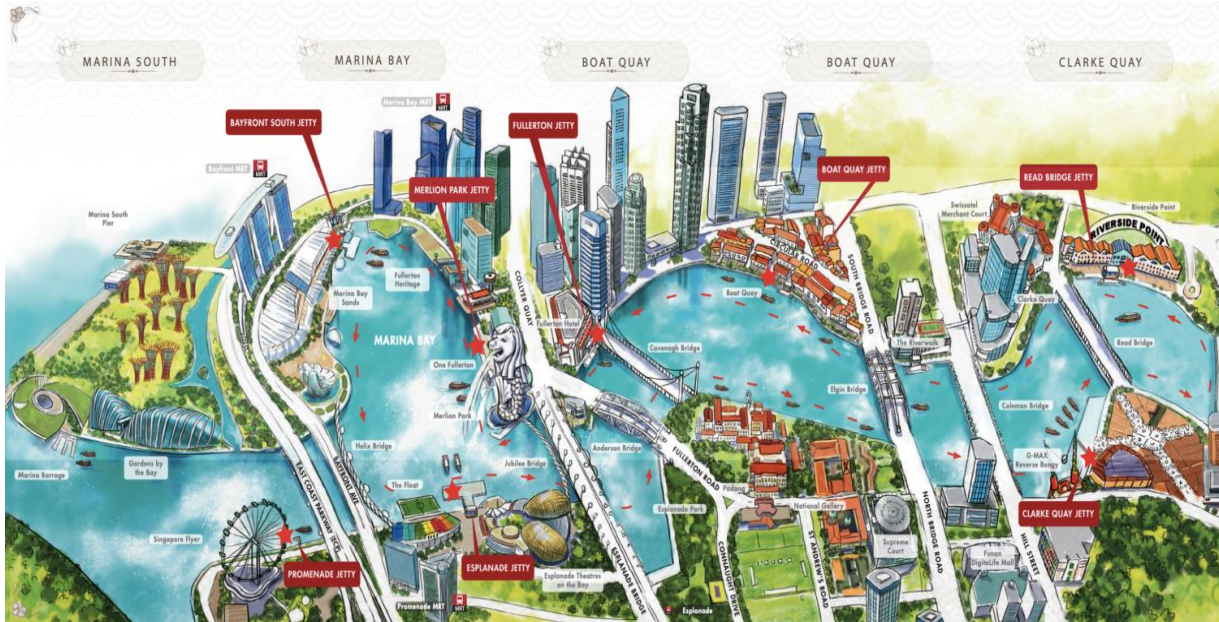 MARINA SOUTH
MARINA BAY
BOAT QUAY
BOAT QUAY
CLARKE QUAY
Marina Bay MRT
MRT
BAYFRONT SOUTH JETTY
FULLERTON JETTY
Bayfront MRT
MRT
BOAT QUAY JETTY
READ BRIDGE JETTY
MERLION PARK JETTY
Marina South
Pier
Swissotel
Merchant Court
Riverside Point
RIVERSIDE POINT
CIRCULAR ROAD
SOUTH BRIDGE ROAD
COLLYER QUAY
Fullerton
Heritage
Marina Bay
Sands
Boat Quay
Clarke Quay
Fullerton Hotel
MARINA BAY
The Riverwalk
Read Bridge
Cavenagh Bridge
One Fullerton
Elgin Bridge
Merlion Park
Coleman Bridge
Helix Bridge
Anderson Bridge
Jubilee Bridge
G-MAX
Reverse Bungy
Marina Barrage
Gardens by
the Bay
EAST COAST PARKWAY (ECP)
BAYFRONT AVE
The Float
FULLERTON ROAD
Padang
National Gallery
Esplanade Park
CLARKE QUAY JETTY
Singapore Flyer
Supreme
Court
NORTH BRIDGE ROAD
HILL STREET
Funan
DigitaLife Mall
ESPLANADE JETTY
PROMENADE JETTY
Esplanade Theatres
on the Bay
ESPLANADE BRIDGE
CONNAUGHT DRIVE
ST ANDREW'S ROAD
Promenade MRT
MRT
Esplanade